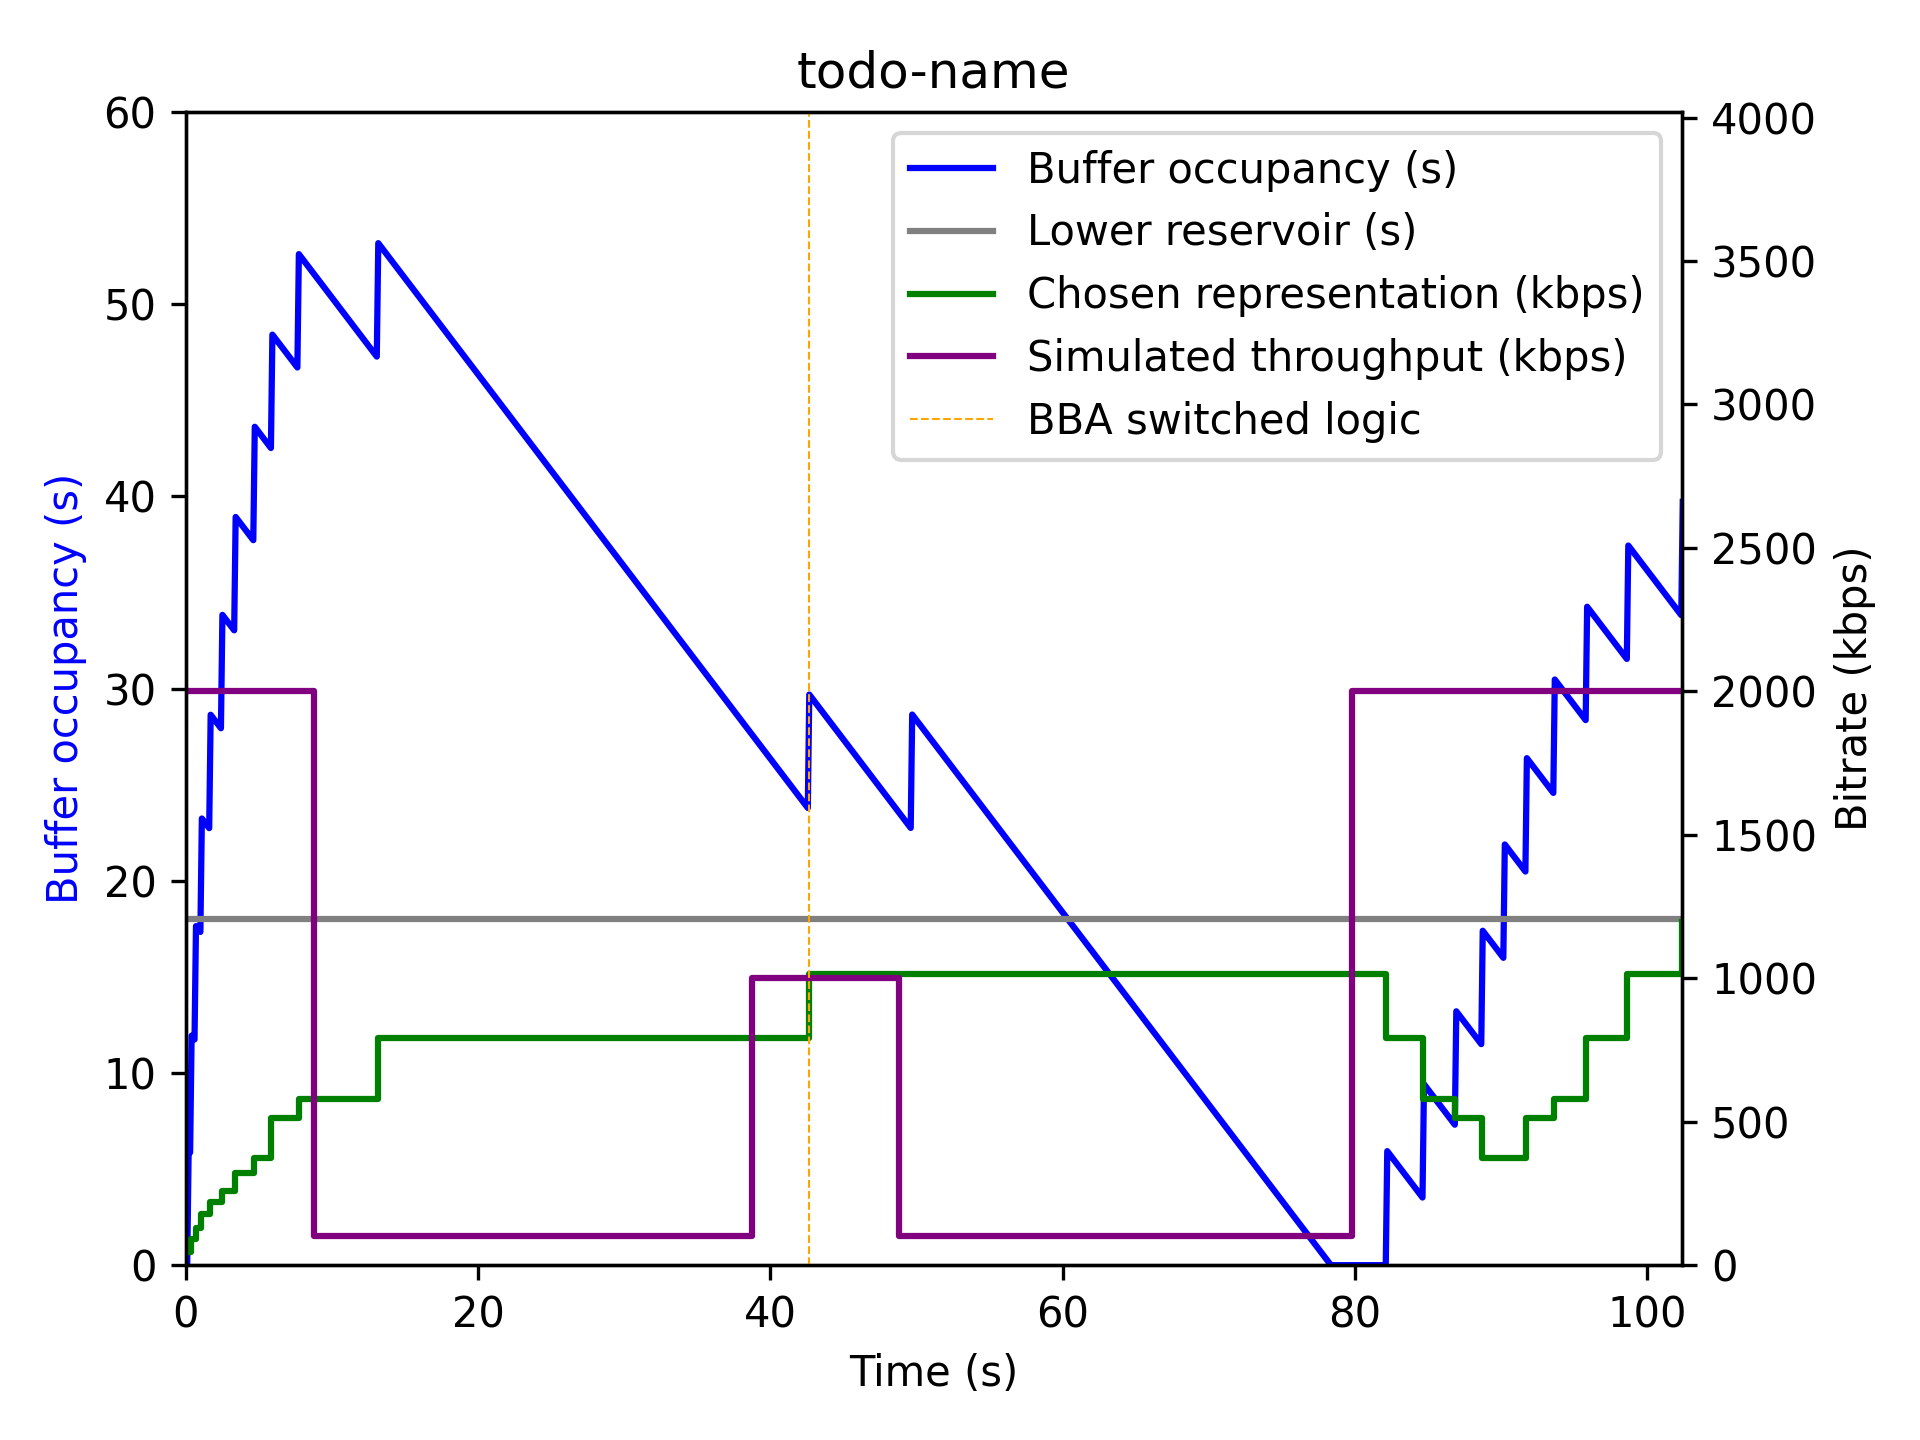 todo-name
60
50
40
30
20
10
0
Buffer occupancy (s)
4000
3500
3000
2500
2000
1500
1000
500
0
Bitrate (kbps)
Buffer occupancy (s)
Lower reservoir (s)
Chosen representation (kbps)
Simulated throughput (kbps)
BBA switched logic
0 20 40 60 80 100
Time (s)